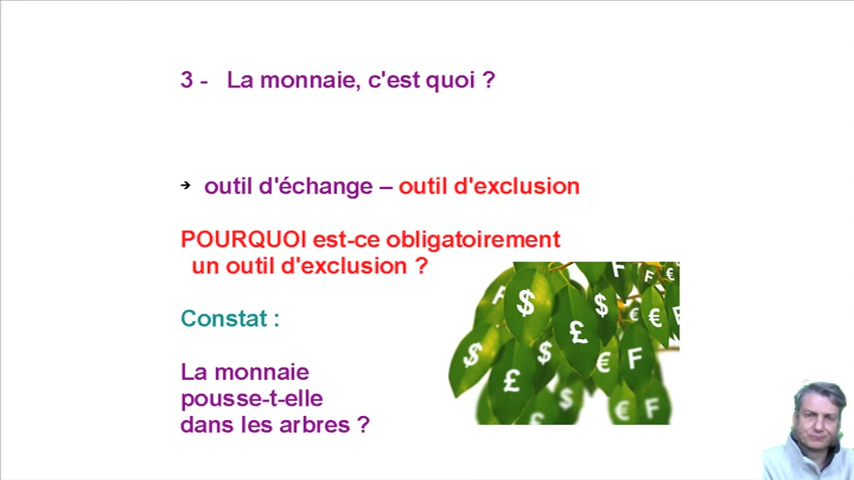 3 - La monnaie, c'est quoi ?
➔ outil d'échange – outil d'exclusion
POURQUOI est-ce obligatoirement
un outil d'exclusion ?
Constat :
La monnaie
pousse-t-elle
dans les arbres ?
F $ £ $ F € F € € F
$ £ $ € F
$ € F